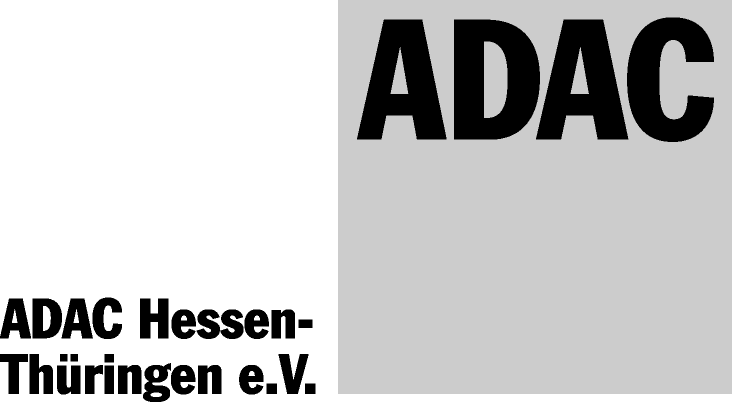 ADAC
ADAC Hessen-
Thüringen e.V.